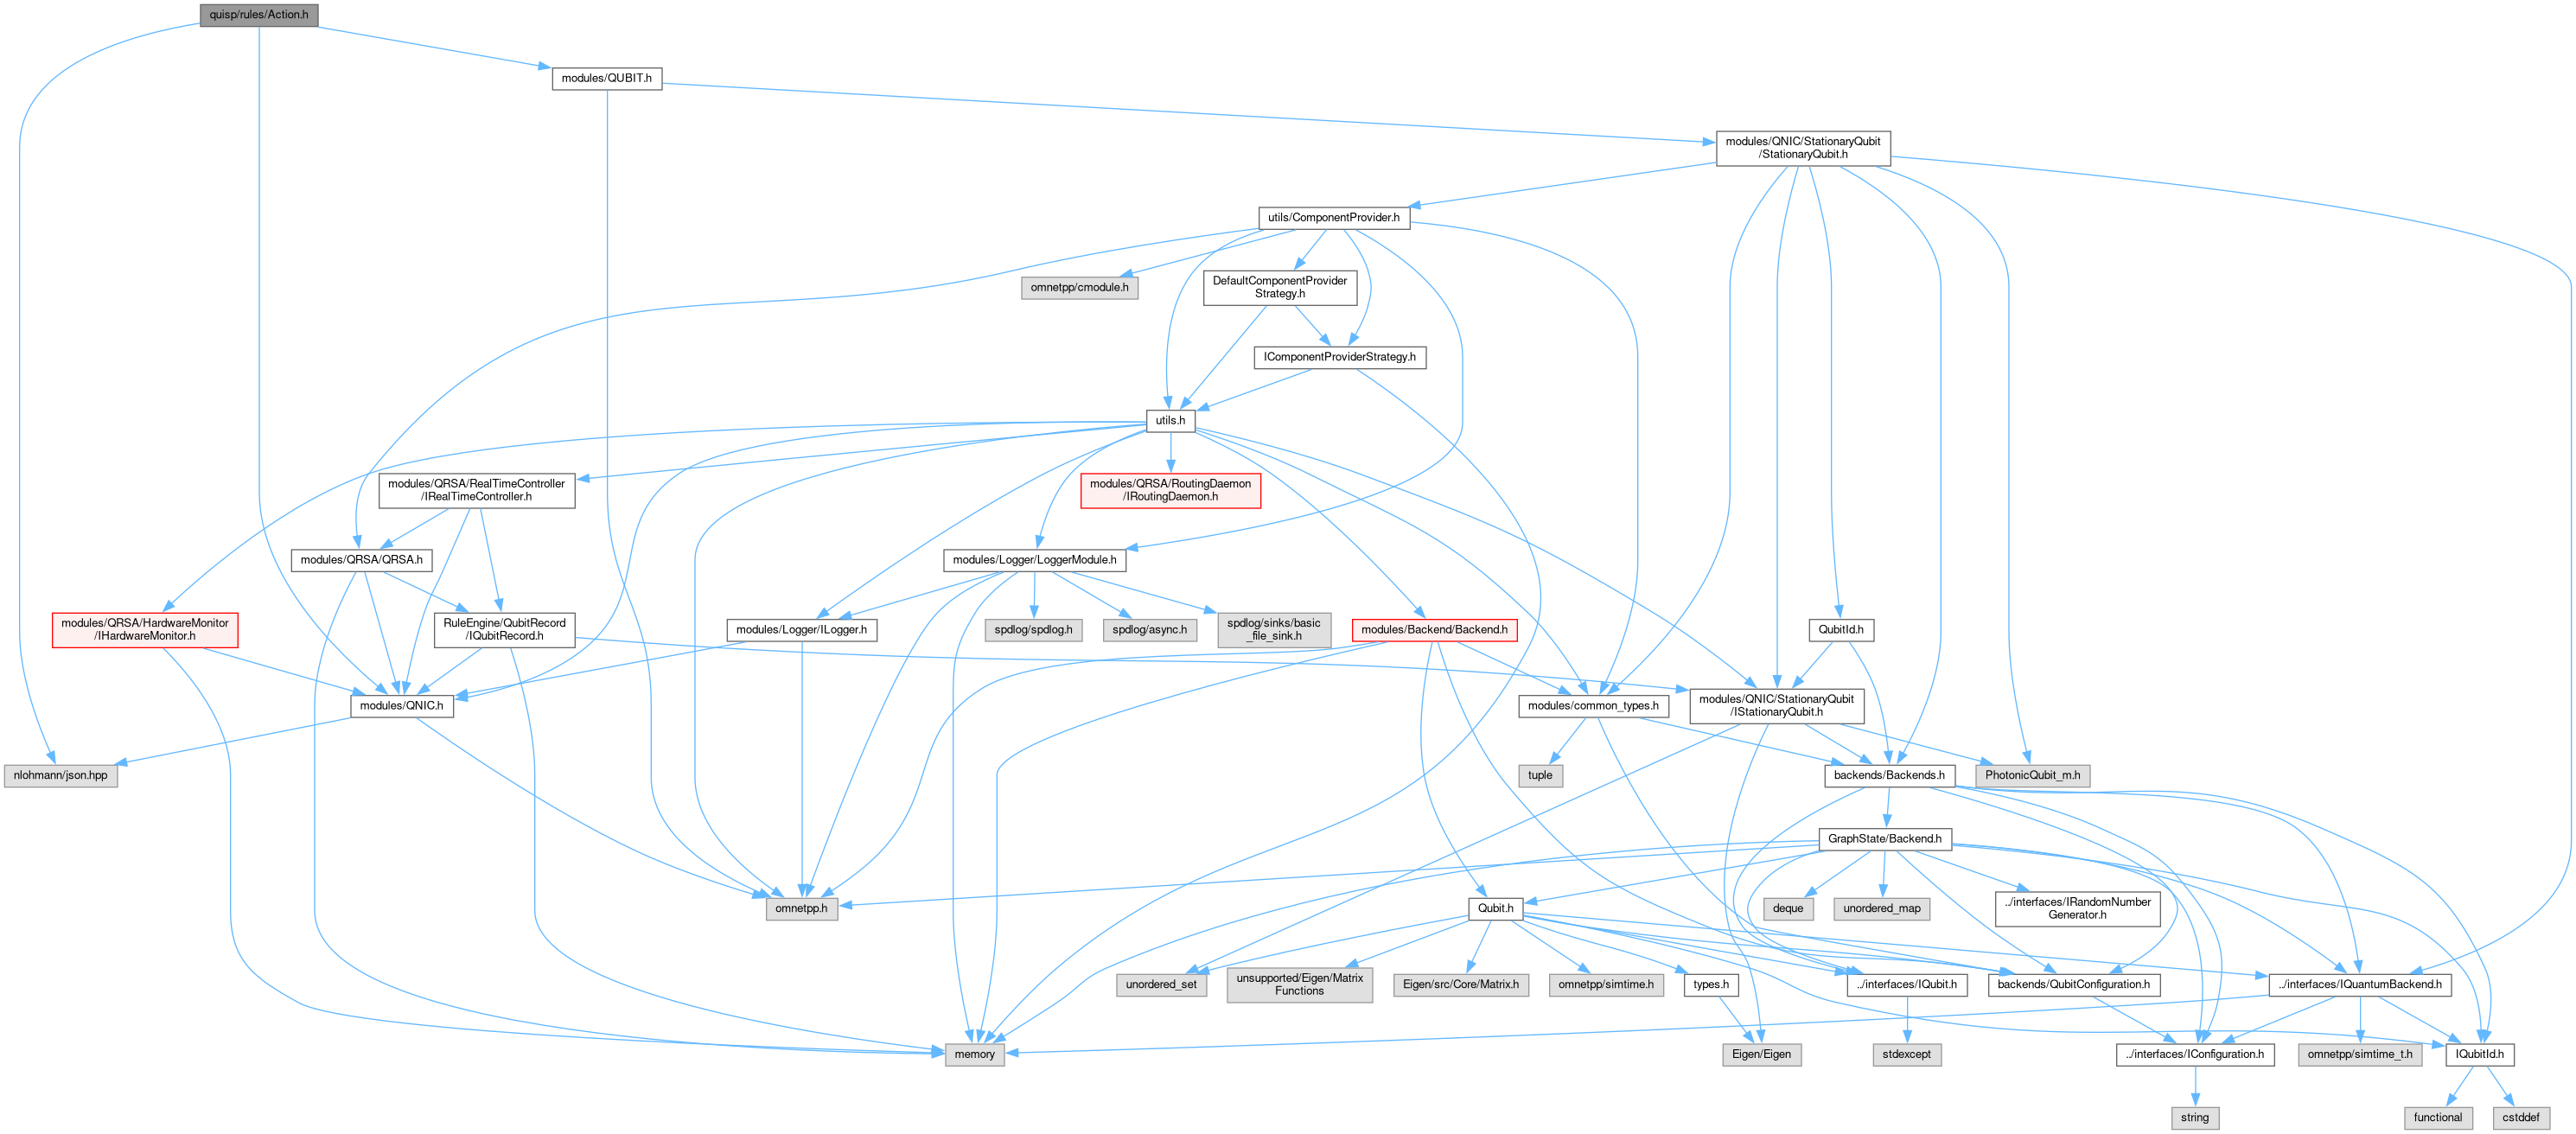 quisp/rules/Action.h
modules/QUBIT.h
modules/QNIC/StationaryQubit
/StationaryQubit.h
utils/ComponentProvider.h
omnetpp/cmodule.h
DefaultComponentProvider
Strategy.h
IComponentProviderStrategy.h
utils.h
modules/QRSA/RealTimeController
/IRealTimeController.h
modules/QRSA/RoutingDaemon
/IRoutingDaemon.h
modules/QRSA/QRSA.h
modules/Logger/LoggerModule.h
modules/QRSA/HardwareMonitor
/IHardwareMonitor.h
RuleEngine/QubitRecord
/IQubitRecord.h
modules/Logger/ILogger.h
spdlog/spdlog.h
spdlog/async.h
spdlog/sinks/basic
_file_sink.h
modules/Backend/Backend.h
QubitId.h
modules/QNIC.h
modules/common_types.h
modules/QNIC/StationaryQubit
/IStationaryQubit.h
nlohmann/json.hpp
tuple
backends/Backends.h
PhotonicQubit_m.h
GraphState/Backend.h
omnetpp.h
Qubit.h
deque
unordered_map
../interfaces/IRandomNumber
Generator.h
unordered_set
unsupported/Eigen/Matrix
Functions
Eigen/src/Core/Matrix.h
omnetpp/simtime.h
types.h
../interfaces/IQubit.h
backends/QubitConfiguration.h
../interfaces/IQuantumBackend.h
memory
Eigen/Eigen
stdexcept
../interfaces/IConfiguration.h
omnetpp/simtime_t.h
IQubitId.h
string
functional
cstddef